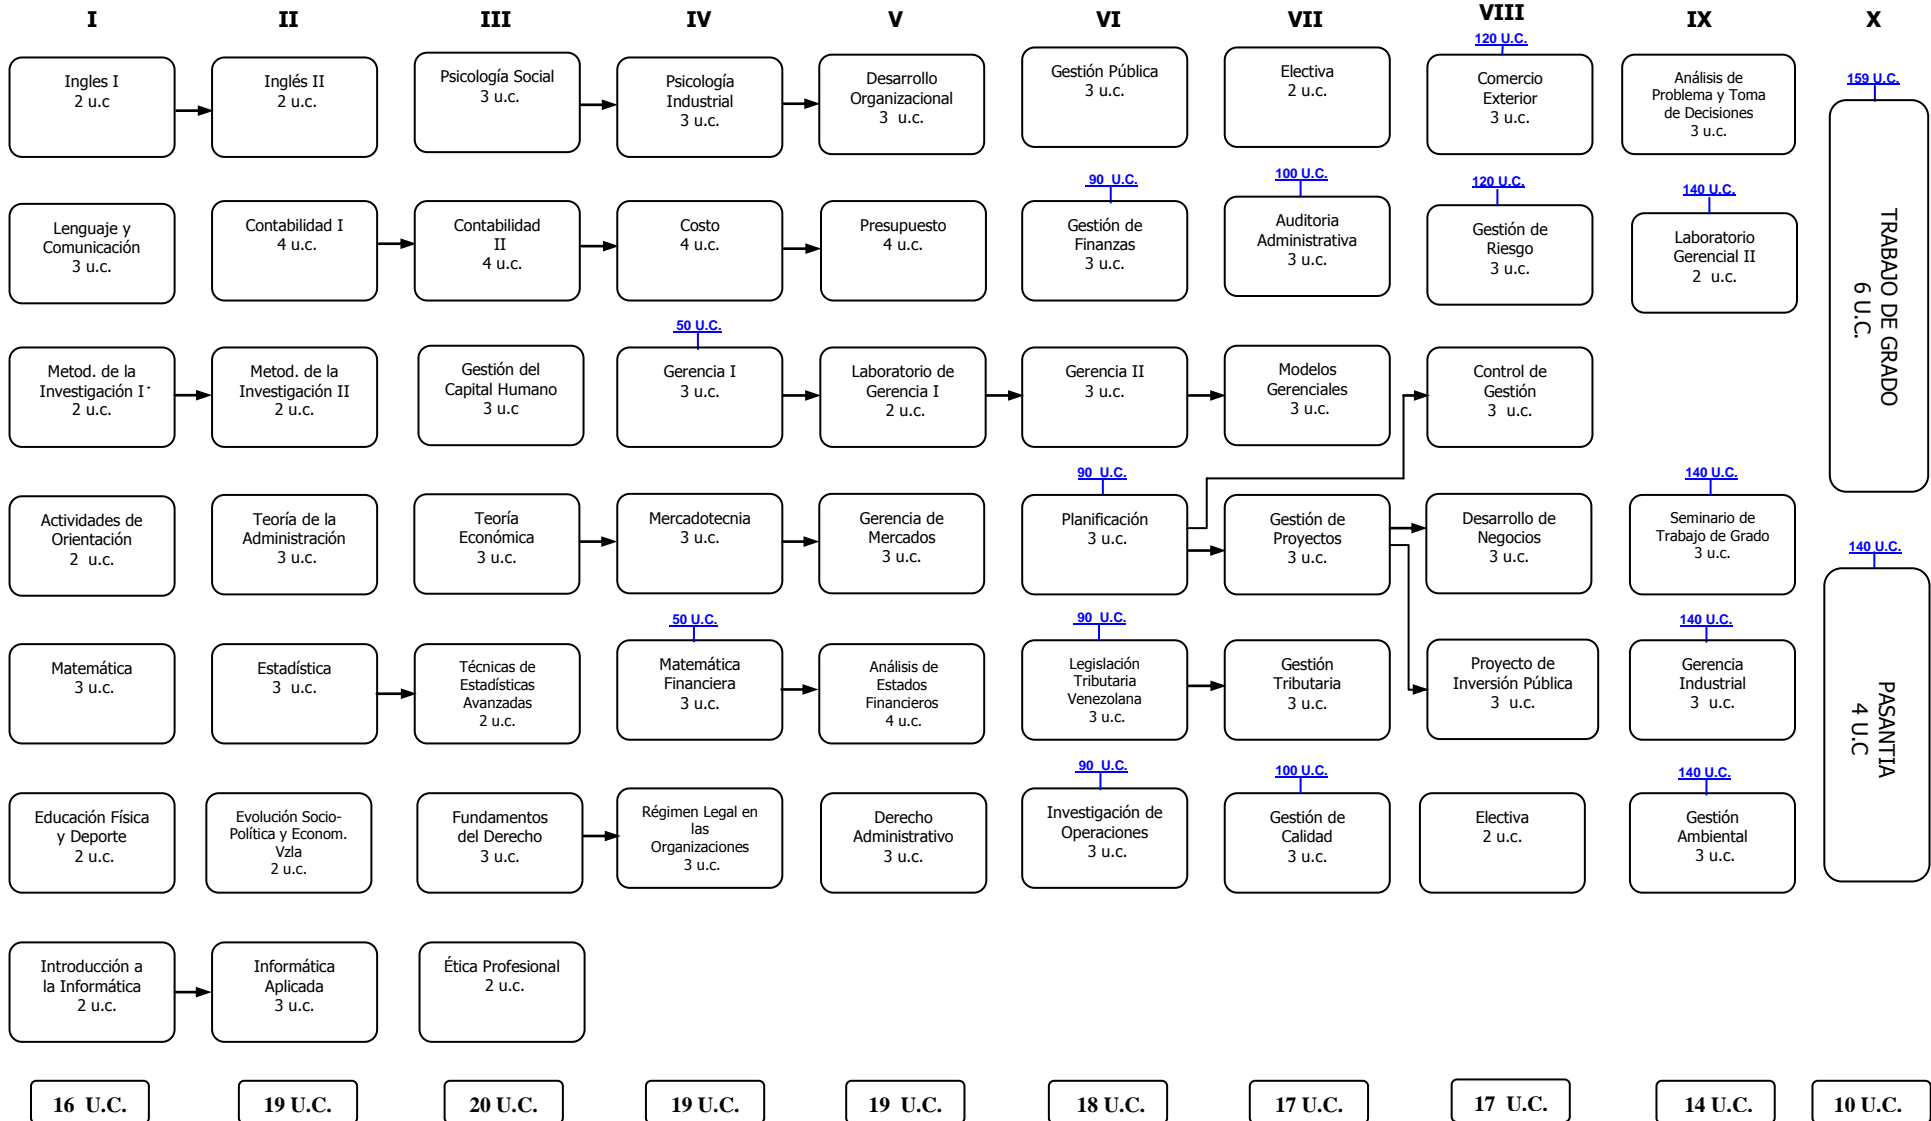 I
II
III
IV
V
VI
VII
VIII
IX
X
Ingles I
2 u.c
Inglés II
2 u.c.
Psicología Social
3 u.c.
Psicología
Industrial
3 u.c.
Desarrollo
Organizacional
3 u.c.
Gestión Pública
3 u.c.
Electiva
2 u.c.
120 U.C.
Comercio
Exterior
3 u.c.
Análisis de
Problema y Toma
de Decisiones
3 u.c.
159 U.C.
TRABAJO DE GRADO
6 U.C.
Lenguaje y
Comunicación
3 u.c.
Contabilidad I
4 u.c.
Contabilidad
II
4 u.c.
Costo
4 u.c.
Presupuesto
4 u.c.
90 U.C.
Gestión de
Finanzas
3 u.c.
100 U.C.
Auditoria
Administrativa
3 u.c.
120 U.C.
Gestión de
Riesgo
3 u.c.
140 U.C.
Laboratorio
Gerencial II
2 u.c.
Metod. de la
Investigación I
2 u.c.
Metod. de la
Investigación II
2 u.c.
Gestión del
Capital Humano
3 u.c
50 U.C.
Gerencia I
3 u.c.
Laboratorio de
Gerencia I
2 u.c.
Gerencia II
3 u.c.
Modelos
Gerenciales
3 u.c.
Control de
Gestión
3 u.c.
Actividades de
Orientación
2 u.c.
Teoría de la
Administración
3 u.c.
Teoría
Económica
3 u.c.
Mercadotecnia
3 u.c.
Gerencia de
Mercados
3 u.c.
90 U.C.
Planificación
3 u.c.
Gestión de
Proyectos
3 u.c.
Desarrollo de
Negocios
3 u.c.
140 U.C.
Seminario de
Trabajo de Grado
3 u.c.
140 U.C.
PASANTIA
4 U.C
Matemática
3 u.c.
Estadística
3 u.c.
Técnicas de
Estadísticas
Avanzadas
2 u.c.
50 U.C.
Matemática
Financiera
3 u.c.
Análisis de
Estados
Financieros
4 u.c.
90 U.C.
Legislación
Tributaria
Venezolana
3 u.c.
Gestión
Tributaria
3 u.c.
Proyecto de
Inversión Pública
3 u.c.
140 U.C.
Gerencia
Industrial
3 u.c.
Educación Física
y Deporte
2 u.c.
Evolución Socio-
Política y Econom.
Vzla
2 u.c.
Fundamentos
del Derecho
3 u.c.
Régimen Legal en
las
Organizaciones
3 u.c.
Derecho
Administrativo
3 u.c.
90 U.C.
Investigación de
Operaciones
3 u.c.
100 U.C.
Gestión de
Calidad
3 u.c.
Electiva
2 u.c.
140 U.C.
Gestión
Ambiental
3 u.c.
Introducción a
la Informática
2 u.c.
Informática
Aplicada
3 u.c.
Ética Profesional
2 u.c.
16 U.C.
19 U.C.
20 U.C.
19 U.C.
19 U.C.
18 U.C.
17 U.C.
17 U.C.
14 U.C.
10 U.C.